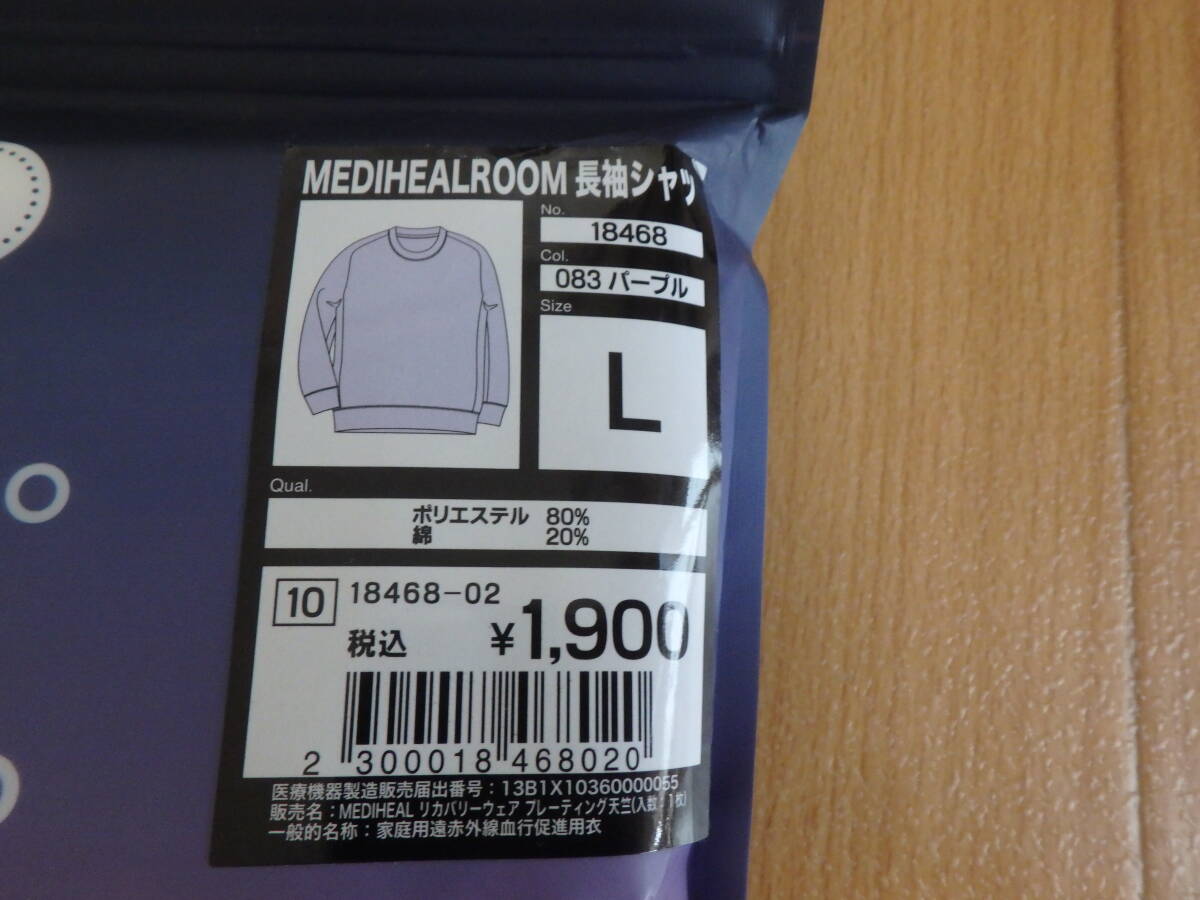 MEDIHEALROOM 長袖シャツ
No.
18468
Col.
083 パープル
Size
L
Qual.
ポリエステル 80%
綿 20%
10 18468-02
税込 ¥1,900
2 300018 468020
医療機器製造販売届出番号：13B1X10360000055
販売名：MEDIHEAL リカバリーウェア プレーティング天竺(入数：1枚)
一般的名称：家庭用遠赤外線血行促進用衣